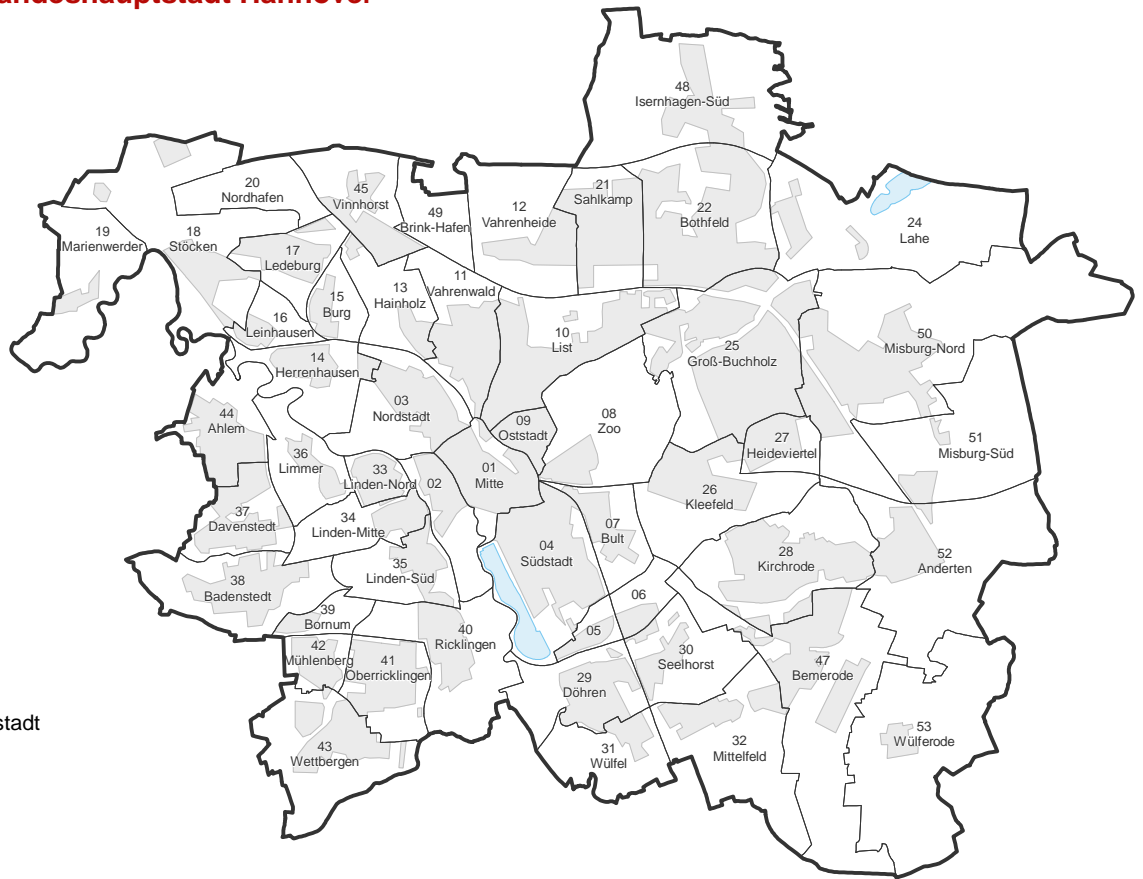 andeshauptstadt Hannover
48
Isernhagen-Süd
20
Nordhafen
45
Vinnhorst
49
Brink-Hafen
12
Vahrenheide
21
Sahlkamp
22
Bothfeld
24
Lahe
19
Marienwerder
18
Stöcken
17
Ledeburg
15
Burg
13
Hainholz
11
Vahrenwald
16
Leinhausen
10
List
25
Groß-Buchholz
50
Misburg-Nord
14
Herrenhausen
03
Nordstadt
09
Oststadt
08
Zoo
27
Heideviertel
51
Misburg-Süd
44
Ahlem
36
Limmer
33
Linden-Nord
02
01
Mitte
26
Kleefeld
37
Davenstedt
34
Linden-Mitte
07
Bult
04
Südstadt
28
Kirchrode
52
Anderten
38
Badenstedt
35
Linden-Süd
39
Bornum
40
Ricklingen
06
05
42
Mühlenberg
41
Oberricklingen
30
Seelhorst
47
Bemerode
29
Döhren
43
Wettbergen
31
Wülfel
32
Mittelfeld
53
Wülferode
stadt